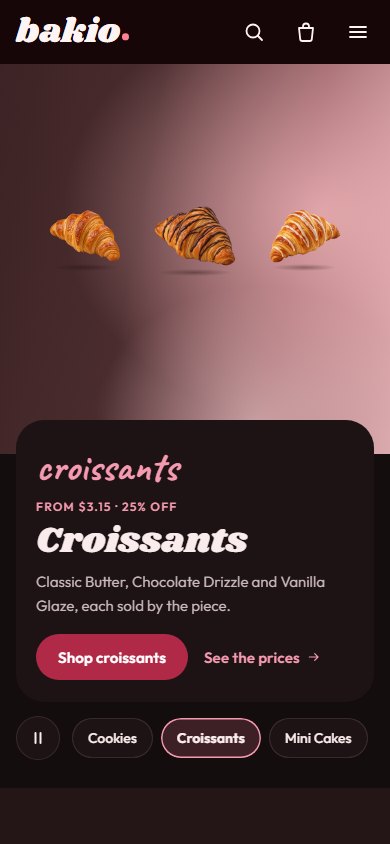 bakio.
croissants
FROM $3.15 · 25% OFF
Croissants
Classic Butter, Chocolate Drizzle and Vanilla
Glaze, each sold by the piece.
Shop croissants
See the prices →
Cookies
Croissants
Mini Cakes